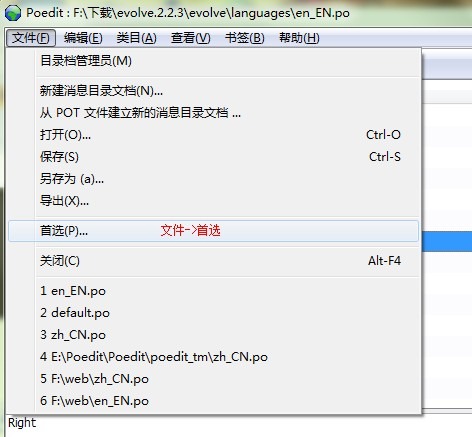 Poedit : F:\下载\evolve.2.2.3\evolve\languages\en_EN.po
文件(F) 编辑(E) 类目(A) 查看(V) 书签(B) 帮助(H)
目录档管理员(M)
新建消息目录文档(N)...
从 POT 文件建立新的消息目录文档 ...
打开(O)... Ctrl-O
保存(S) Ctrl-S
另存为 (a)...
导出(X)...
首选(P)... 文件->首选
关闭(C) Alt-F4
1 en_EN.po
2 default.po
3 zh_CN.po
4 E:\Poedit\Poedit\poedit_tm\zh_CN.po
5 F:\web\zh_CN.po
6 F:\web\en_EN.po
Right